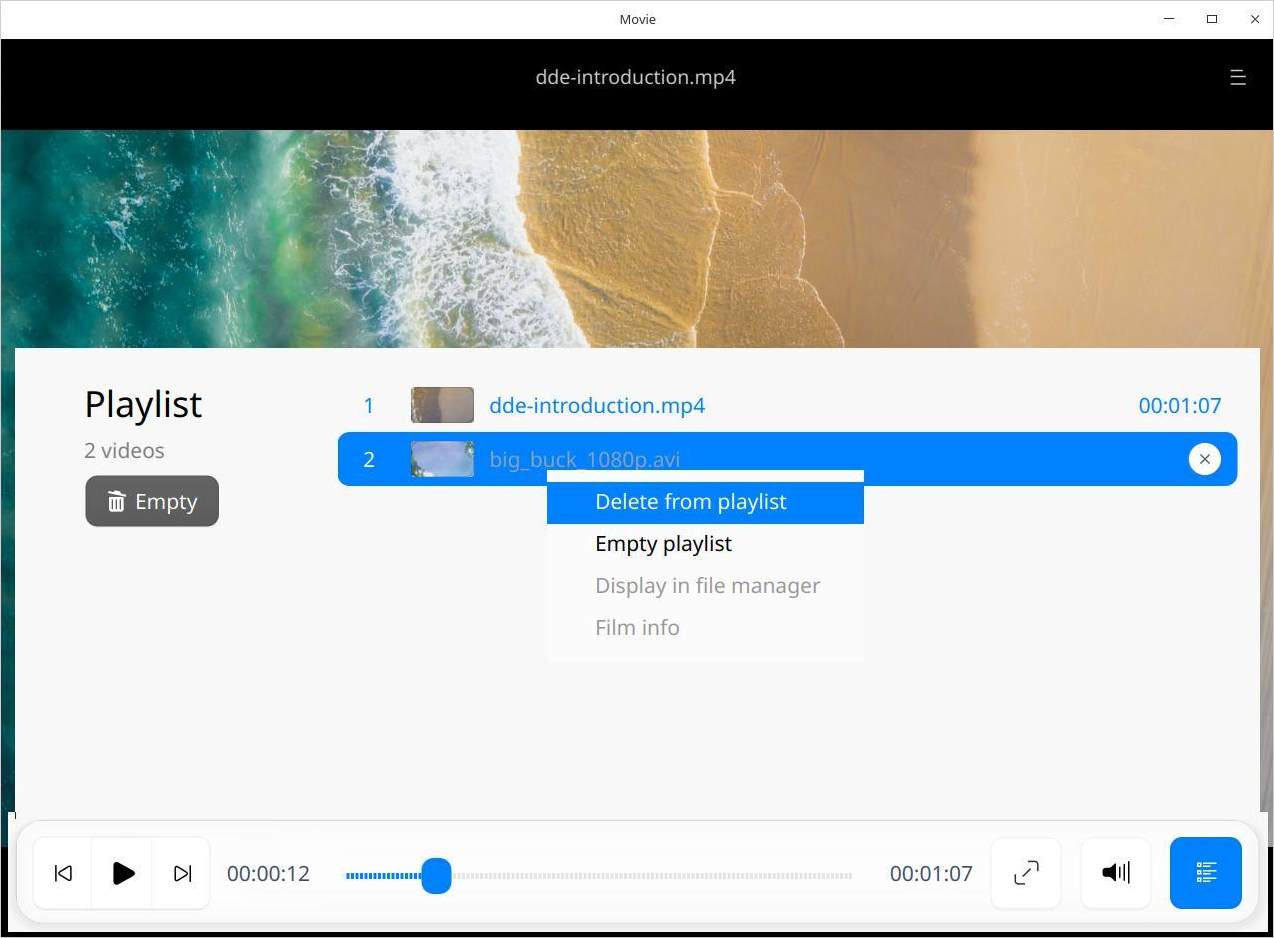 Movie
dde-introduction.mp4
Playlist
2 videos
Empty
1 dde-introduction.mp4 00:01:07
2 big_buck_1080p.avi
Delete from playlist
Empty playlist
Display in file manager
Film info
00:00:12 00:01:07